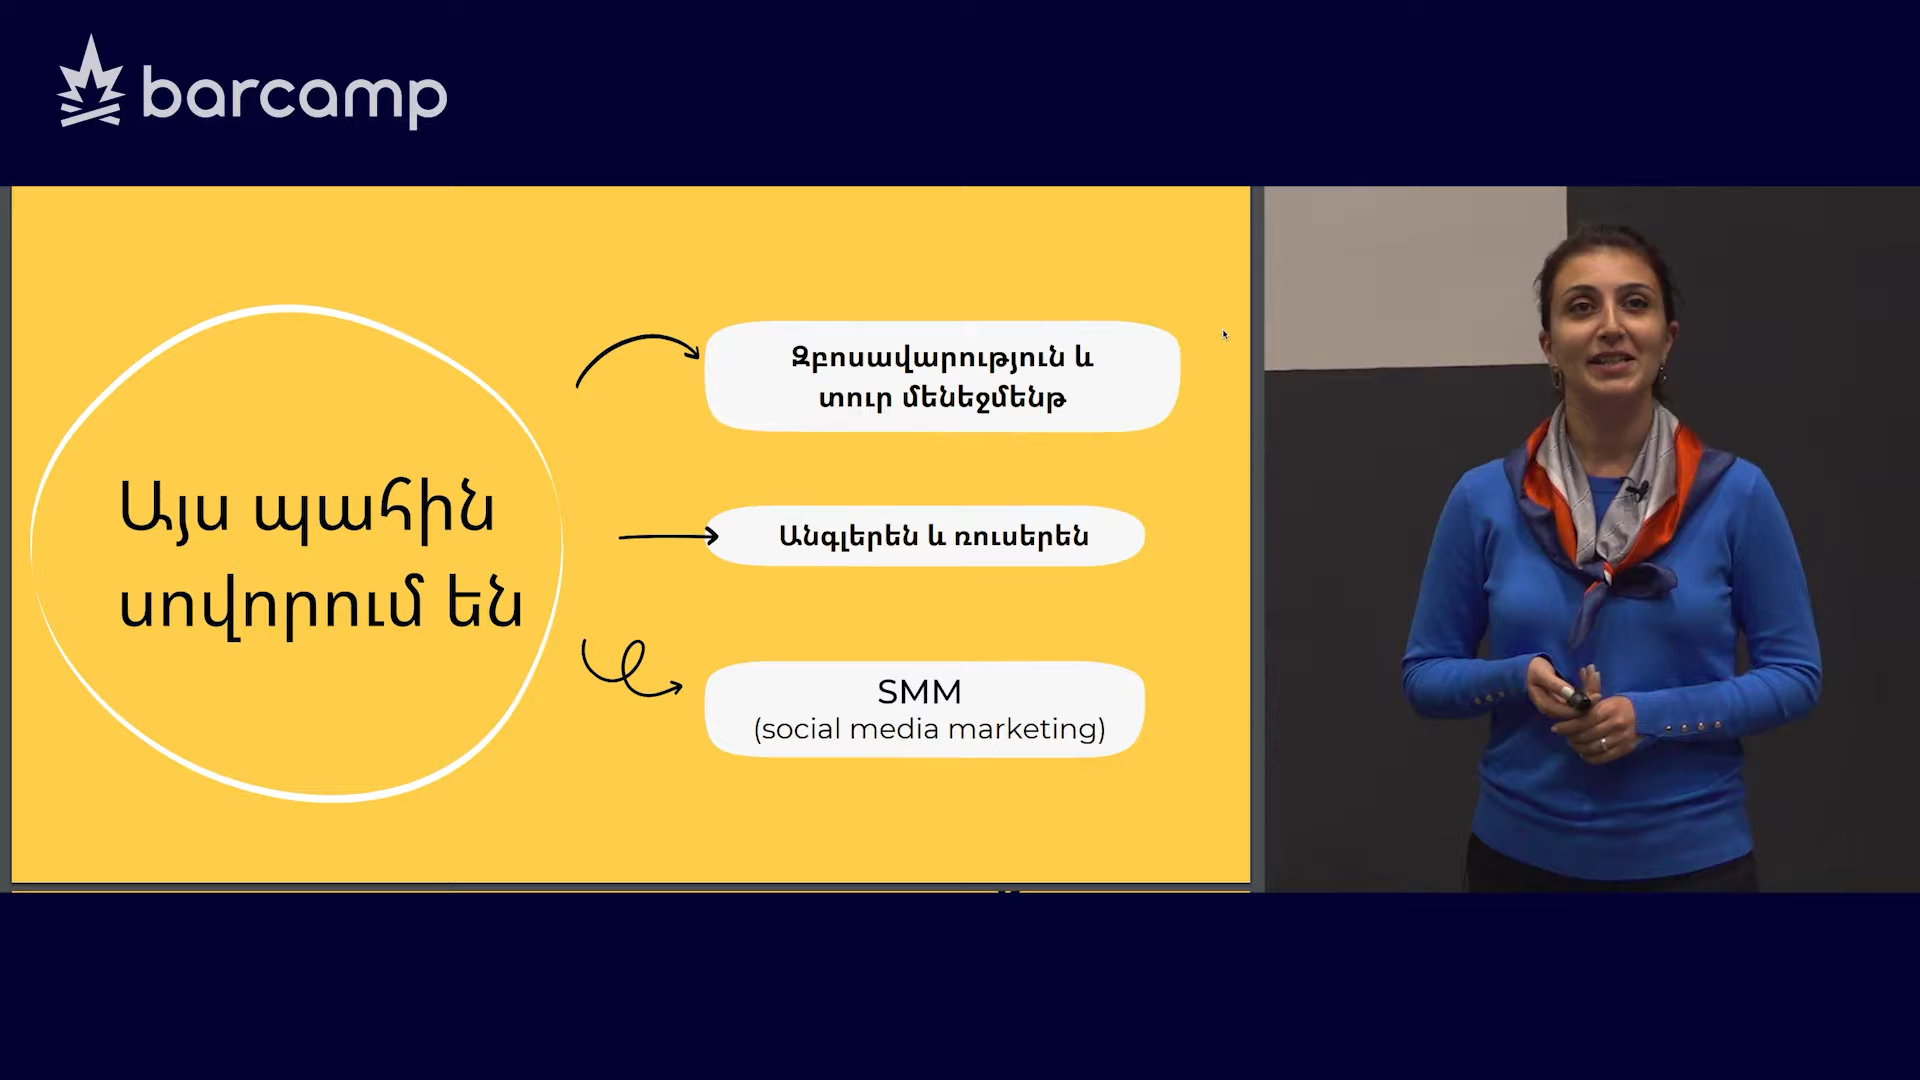 barcamp
Այս պահին
սովորում են
Զբոսավարություն և
տուր մենեջմենթ
Անգլերեն և ռուսերեն
SMM
(social media marketing)